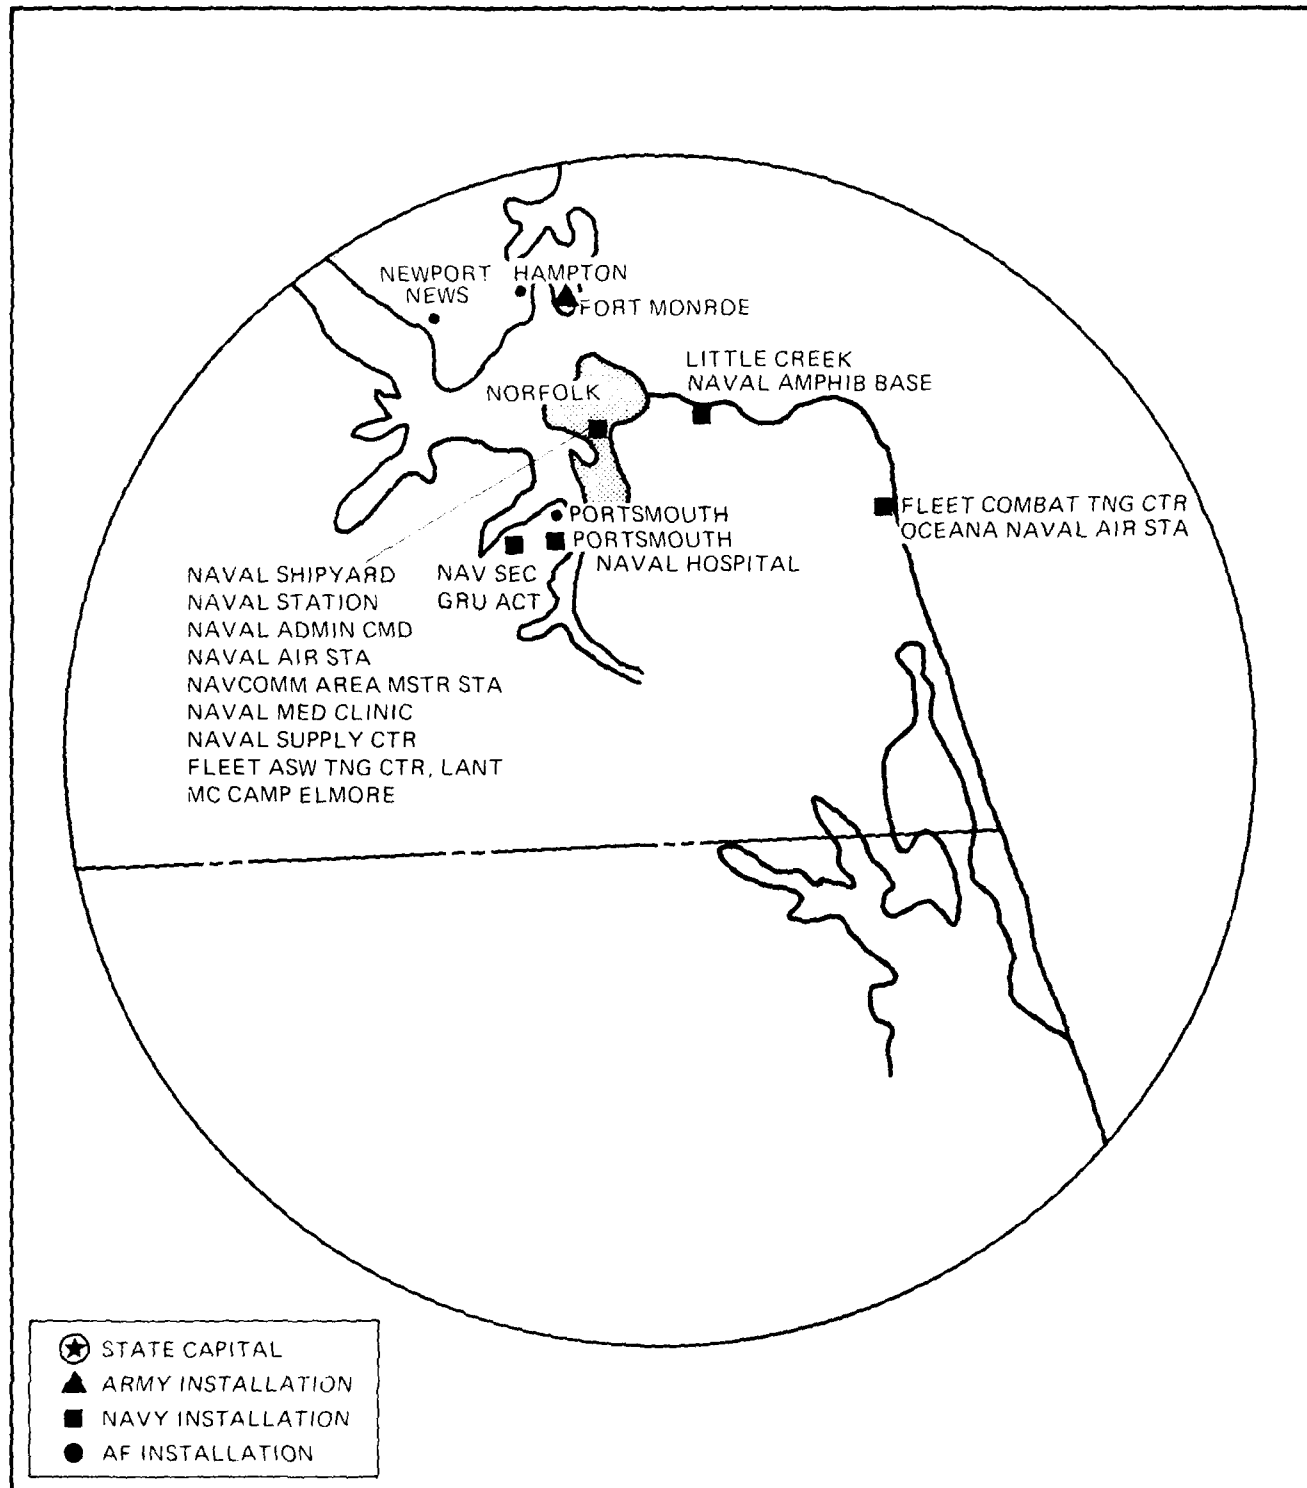 NEWPORT
NEWS
HAMPTON
FORT MONROE
LITTLE CREEK
NAVAL AMPHIB BASE
NORFOLK
FLEET COMBAT TNG CTR
OCEANA NAVAL AIR STA
PORTSMOUTH
PORTSMOUTH
NAVAL HOSPITAL
NAV SEC
GRU ACT
NAVAL SHIPYARD
NAVAL STATION
NAVAL ADMIN CMD
NAVAL AIR STA
NAVCOMM AREA MSTR STA
NAVAL MED CLINIC
NAVAL SUPPLY CTR
FLEET ASW TNG CTR, LANT
MC CAMP ELMORE
STATE CAPITAL
ARMY INSTALLATION
NAVY INSTALLATION
AF INSTALLATION